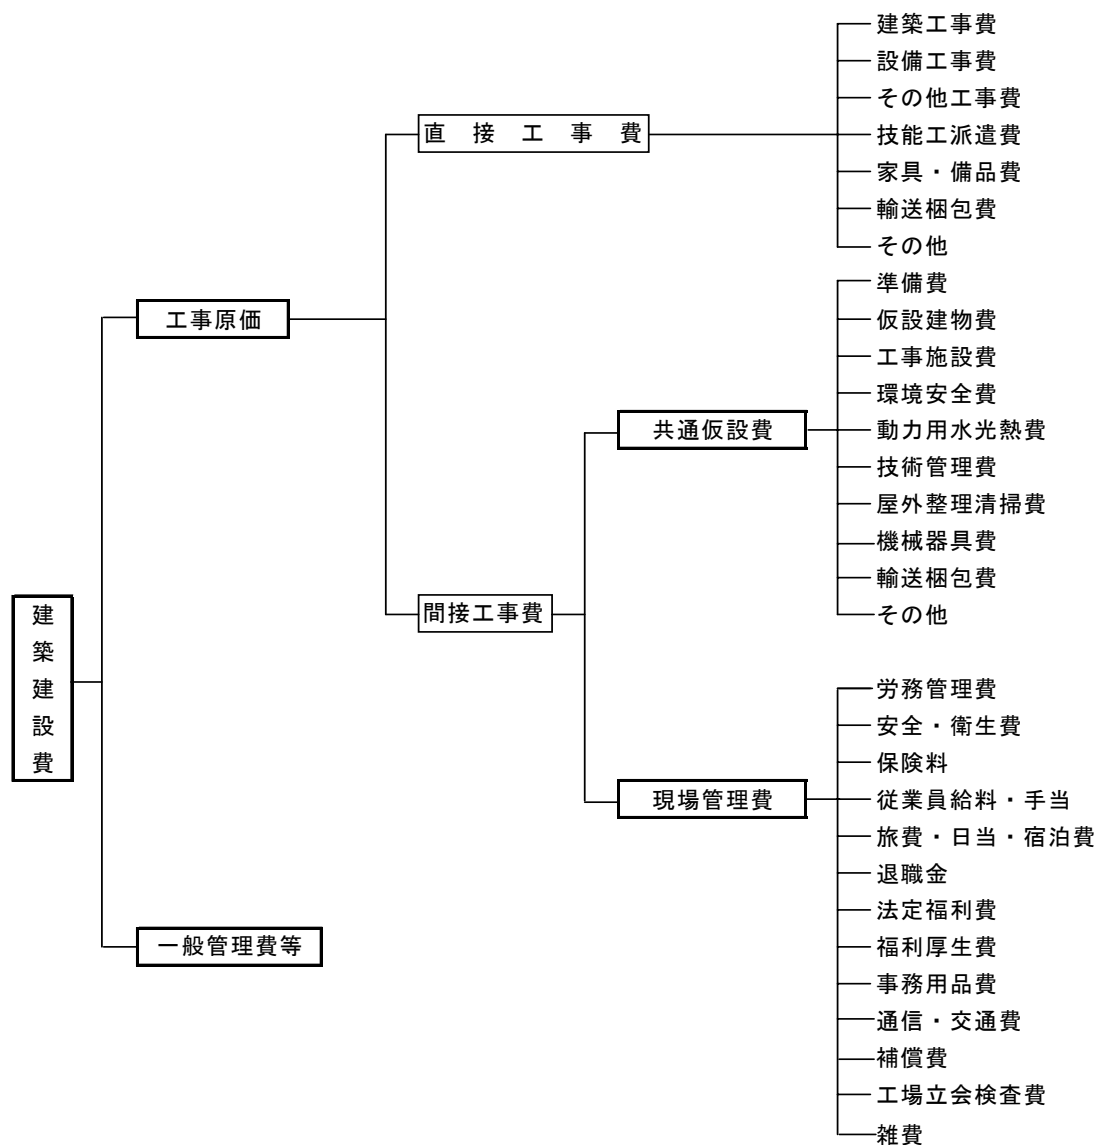 建築建設費
工事原価
一般管理費等
直接工事費
間接工事費
共通仮設費
現場管理費
建築工事費
設備工事費
その他工事費
技能工派遣費
家具・備品費
輸送梱包費
その他
準備費
仮設建物費
工事施設費
環境安全費
動力用水光熱費
技術管理費
屋外整理清掃費
機械器具費
輸送梱包費
その他
労務管理費
安全・衛生費
保険料
従業員給料・手当
旅費・日当・宿泊費
退職金
法定福利費
福利厚生費
事務用品費
通信・交通費
補償費
工場立会検査費
雑費